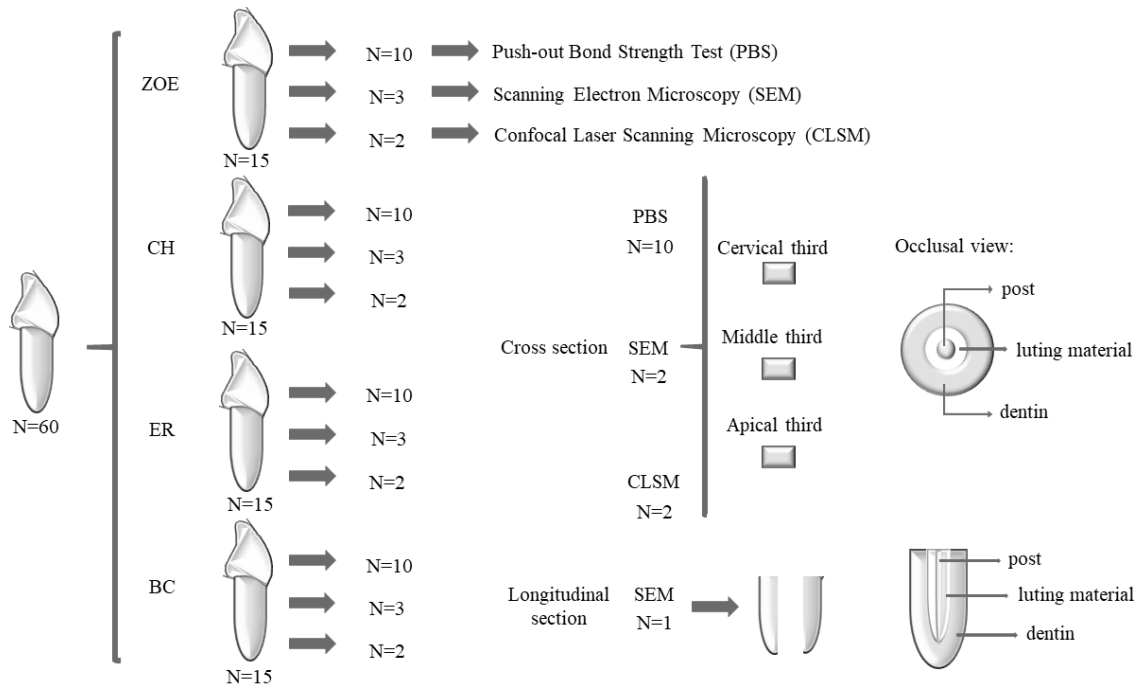 ZOE
N=10
Push-out Bond Strength Test (PBS)
N=3
Scanning Electron Microscopy (SEM)
N=2
Confocal Laser Scanning Microscopy (CLSM)
N=15
CH
N=10
N=3
N=2
N=15
N=60
ER
N=10
N=3
N=2
N=15
BC
N=10
N=3
N=2
N=15
Cross section
PBS
N=10
SEM
N=2
CLSM
N=2
Cervical third
Middle third
Apical third
Occlusal view:
post
luting material
dentin
Longitudinal
section
SEM
N=1
post
luting material
dentin